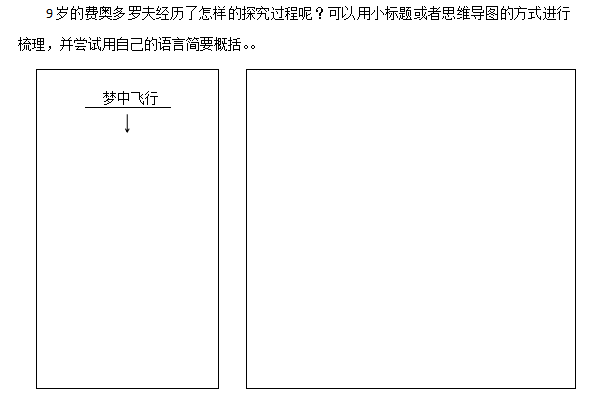 9岁的费奥多罗夫经历了怎样的探究过程呢？可以用小标题或者思维导图的方式进行
梳理，并尝试用自己的语言简要概括。。
梦中飞行
↓